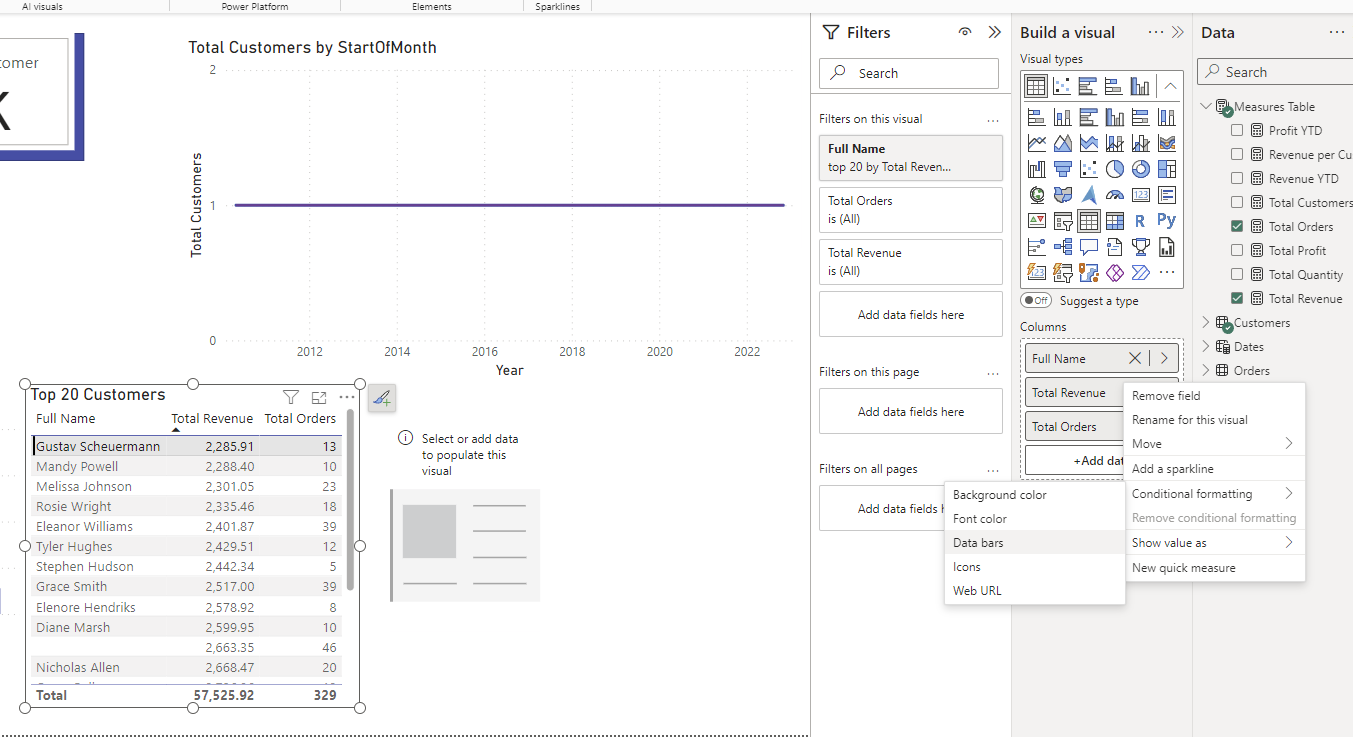 AI visuals
Power Platform
Elements
Sparklines
tomer
K
Total Customers by StartOfMonth
2
1
0
Total Customers
2012
2014
2016
2018
2020
2022
Year
Top 20 Customers
Full Name Total Revenue Total Orders
Gustav Scheuermann 2,285.91 13
Mandy Powell 2,288.40 10
Melissa Johnson 2,301.05 23
Rosie Wright 2,335.46 18
Eleanor Williams 2,401.87 39
Tyler Hughes 2,429.51 12
Stephen Hudson 2,442.34 5
Grace Smith 2,517.00 39
Elenore Hendriks 2,578.92 8
Diane Marsh 2,599.95 10
2,663.35 46
Nicholas Allen 2,668.47 20
Total 57,525.92 329
Select or add data
to populate this
visual
Filters
Search
Filters on this visual
Full Name
top 20 by Total Reven...
Total Orders
is (All)
Total Revenue
is (All)
Add data fields here
Filters on this page
Add data fields here
Filters on all pages
Add data fields h
Build a visual
Visual types
123
R
Py
123
Off
Suggest a type
Columns
Full Name
Total Revenue
Total Orders
+Add dat
Remove field
Rename for this visual
Move
Add a sparkline
Conditional formatting
Remove conditional formatting
Show value as
New quick measure
Background color
Font color
Data bars
Icons
Web URL
Data
Search
Measures Table
Profit YTD
Revenue per Cu
Revenue YTD
Total Customers
Total Orders
Total Profit
Total Quantity
Total Revenue
Customers
Dates
Orders